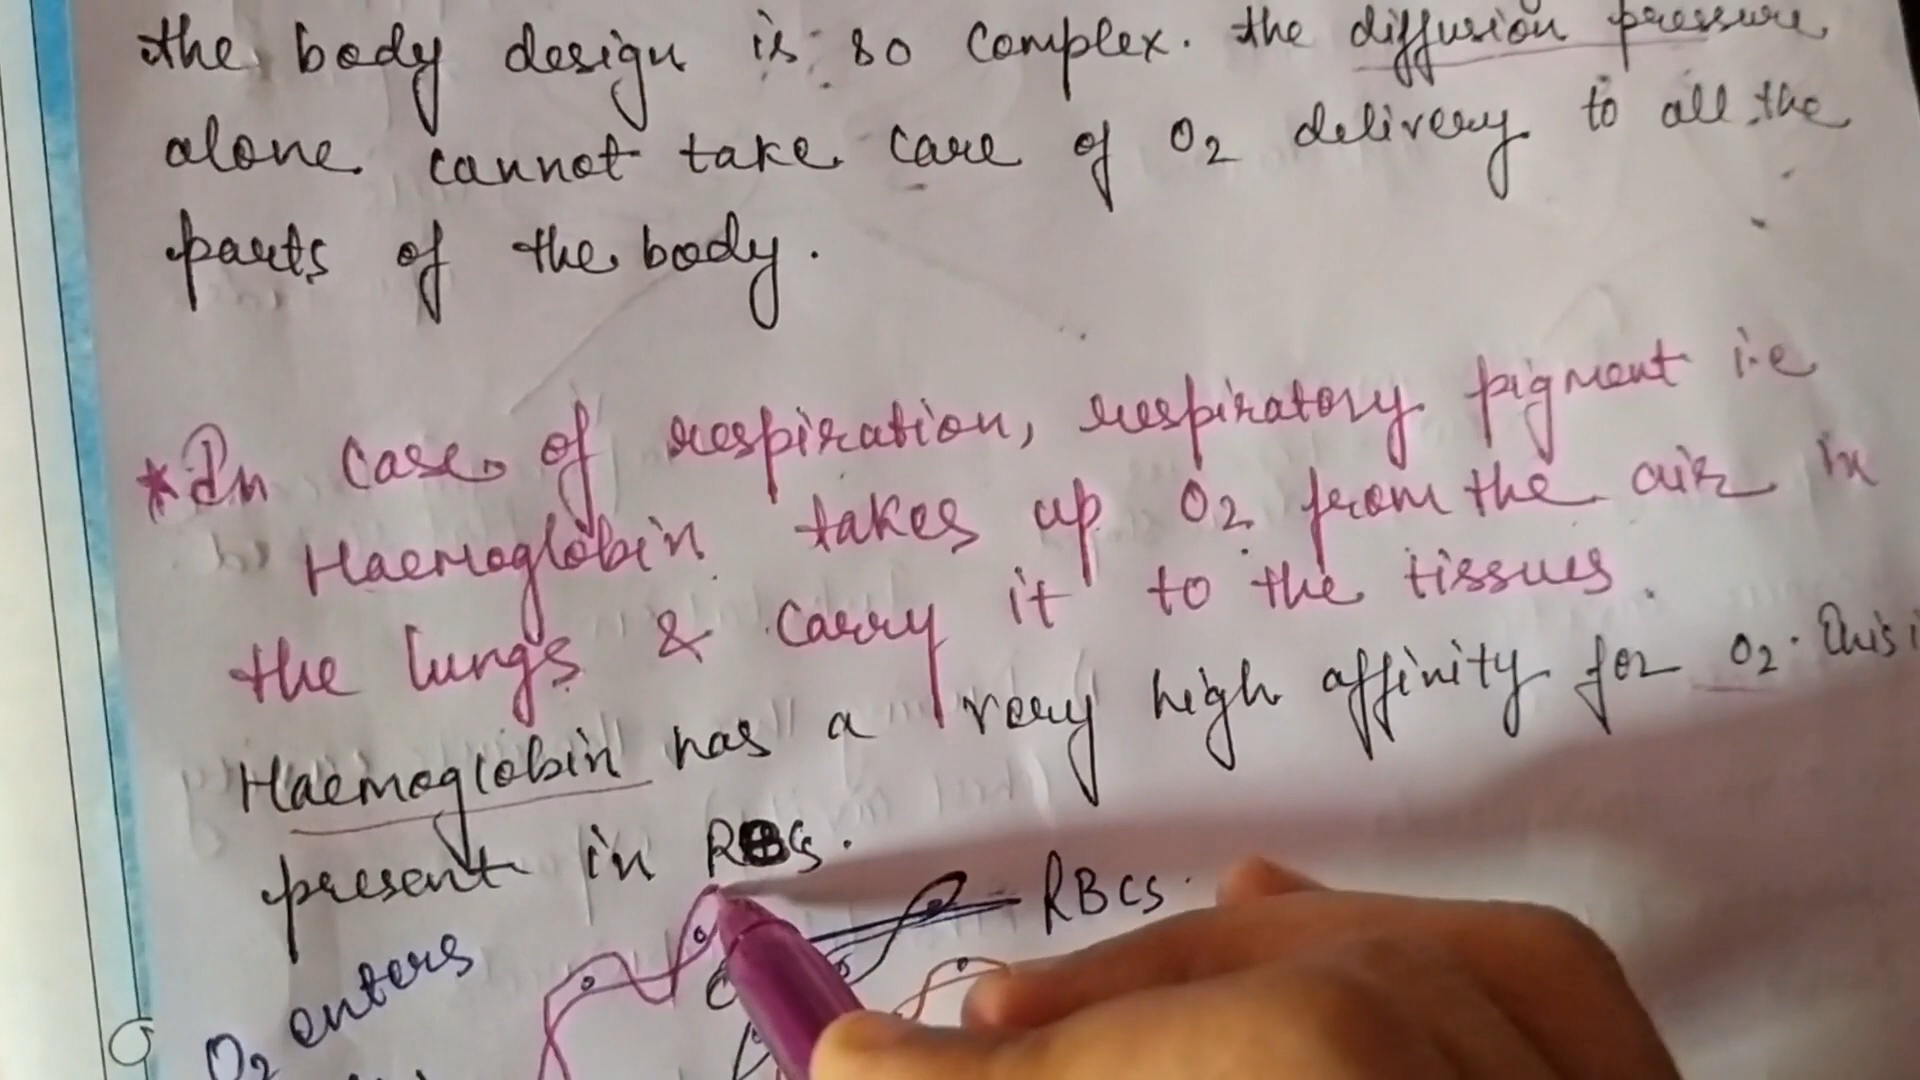 the body design is so complex. the diffusion pressure
alone cannot take care of O2 delivery to all the
parts of the body.
*In case of respiration, respiratory pigment i.e
Haemoglobin takes up O2 from the air in
the lungs & carry it to the tissues.
Haemoglobin has a very high affinity for O2. This i
present in RBCs.
RBCs.
O2 enters